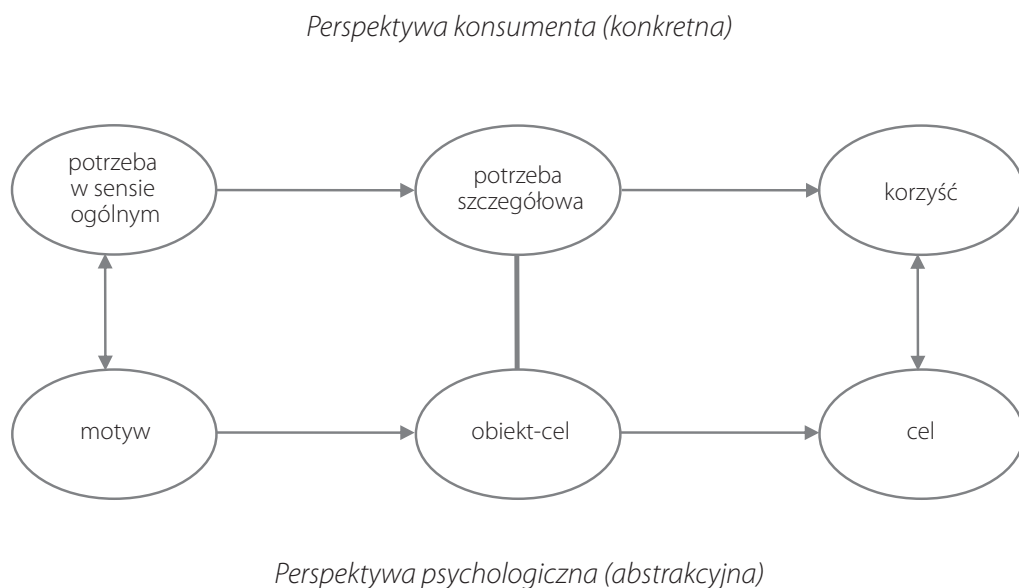 Perspektywa konsumenta (konkretna)
potrzeba
w sensie
ogólnym
potrzeba
szczegółowa
korzyść
motyw
obiekt-cel
cel
Perspektywa psychologiczna (abstrakcyjna)